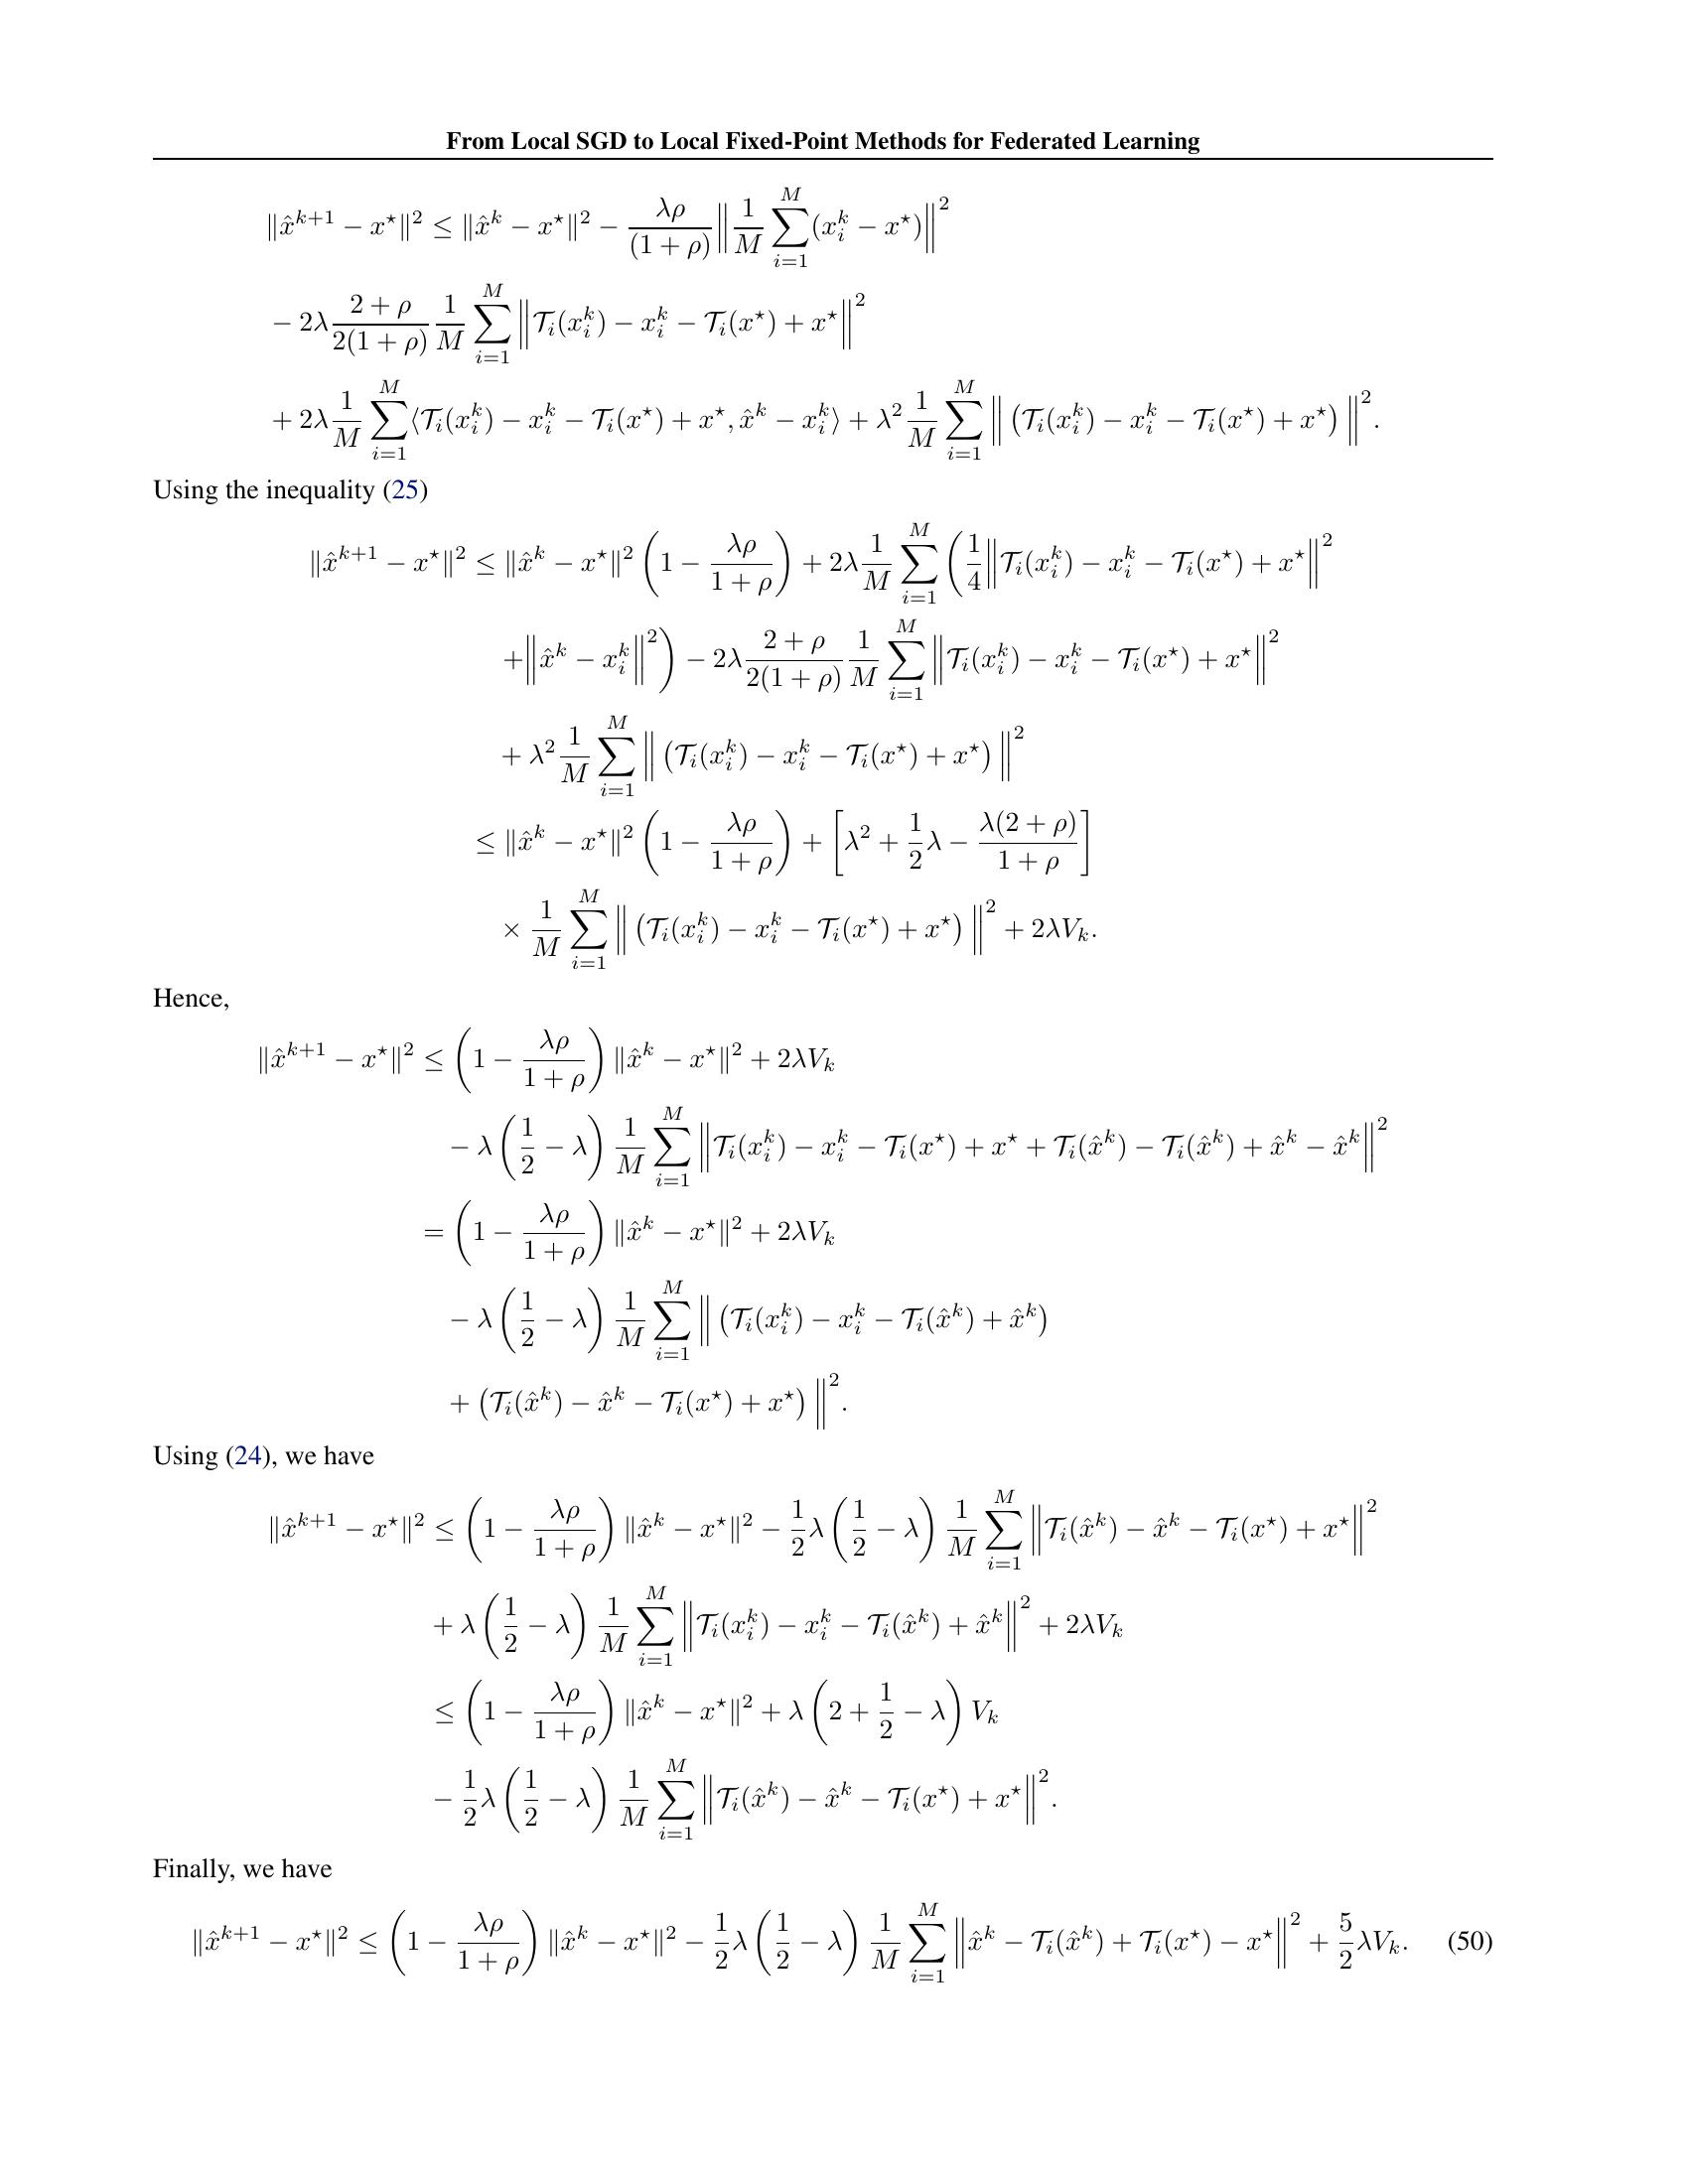 From Local SGD to Local Fixed-Point Methods for Federated Learning
$\|\hat{x}^{k+1} - x^\star\|^2 \leq \|\hat{x}^k - x^\star\|^2 - \frac{\lambda\rho}{(1+\rho)} \left\| \frac{1}{M} \sum_{i=1}^{M} (x_i^k - x^\star) \right\|^2$
$- 2\lambda \frac{2+\rho}{2(1+\rho)} \frac{1}{M} \sum_{i=1}^{M} \left\| \mathcal{T}_i(x_i^k) - x_i^k - \mathcal{T}_i(x^\star) + x^\star \right\|^2$
$+ 2\lambda \frac{1}{M} \sum_{i=1}^{M} \langle \mathcal{T}_i(x_i^k) - x_i^k - \mathcal{T}_i(x^\star) + x^\star, \hat{x}^k - x_i^k \rangle + \lambda^2 \frac{1}{M} \sum_{i=1}^{M} \left\| \left( \mathcal{T}_i(x_i^k) - x_i^k - \mathcal{T}_i(x^\star) + x^\star \right) \right\|^2.$
Using the inequality (25)
$\|\hat{x}^{k+1} - x^\star\|^2 \leq \|\hat{x}^k - x^\star\|^2 \left( 1 - \frac{\lambda\rho}{1+\rho} \right) + 2\lambda \frac{1}{M} \sum_{i=1}^{M} \left( \frac{1}{4} \left\| \mathcal{T}_i(x_i^k) - x_i^k - \mathcal{T}_i(x^\star) + x^\star \right\|^2 \right.$
$\left. + \left\| \hat{x}^k - x_i^k \right\|^2 \right) - 2\lambda \frac{2+\rho}{2(1+\rho)} \frac{1}{M} \sum_{i=1}^{M} \left\| \mathcal{T}_i(x_i^k) - x_i^k - \mathcal{T}_i(x^\star) + x^\star \right\|^2$
$+ \lambda^2 \frac{1}{M} \sum_{i=1}^{M} \left\| \left( \mathcal{T}_i(x_i^k) - x_i^k - \mathcal{T}_i(x^\star) + x^\star \right) \right\|^2$
$\leq \|\hat{x}^k - x^\star\|^2 \left( 1 - \frac{\lambda\rho}{1+\rho} \right) + \left[ \lambda^2 + \frac{1}{2}\lambda - \frac{\lambda(2+\rho)}{1+\rho} \right]$
$\times \frac{1}{M} \sum_{i=1}^{M} \left\| \left( \mathcal{T}_i(x_i^k) - x_i^k - \mathcal{T}_i(x^\star) + x^\star \right) \right\|^2 + 2\lambda V_k.$
Hence,
$\|\hat{x}^{k+1} - x^\star\|^2 \leq \left( 1 - \frac{\lambda\rho}{1+\rho} \right) \|\hat{x}^k - x^\star\|^2 + 2\lambda V_k$
$- \lambda \left( \frac{1}{2} - \lambda \right) \frac{1}{M} \sum_{i=1}^{M} \left\| \mathcal{T}_i(x_i^k) - x_i^k - \mathcal{T}_i(x^\star) + x^\star + \mathcal{T}_i(\hat{x}^k) - \mathcal{T}_i(\hat{x}^k) + \hat{x}^k - \hat{x}^k \right\|^2$
$= \left( 1 - \frac{\lambda\rho}{1+\rho} \right) \|\hat{x}^k - x^\star\|^2 + 2\lambda V_k$
$- \lambda \left( \frac{1}{2} - \lambda \right) \frac{1}{M} \sum_{i=1}^{M} \left\| \left( \mathcal{T}_i(x_i^k) - x_i^k - \mathcal{T}_i(\hat{x}^k) + \hat{x}^k \right) \right.$
$\left. + \left( \mathcal{T}_i(\hat{x}^k) - \hat{x}^k - \mathcal{T}_i(x^\star) + x^\star \right) \right\|^2.$
Using (24), we have
$\|\hat{x}^{k+1} - x^\star\|^2 \leq \left( 1 - \frac{\lambda\rho}{1+\rho} \right) \|\hat{x}^k - x^\star\|^2 - \frac{1}{2}\lambda \left( \frac{1}{2} - \lambda \right) \frac{1}{M} \sum_{i=1}^{M} \left\| \mathcal{T}_i(\hat{x}^k) - \hat{x}^k - \mathcal{T}_i(x^\star) + x^\star \right\|^2$
$+ \lambda \left( \frac{1}{2} - \lambda \right) \frac{1}{M} \sum_{i=1}^{M} \left\| \mathcal{T}_i(x_i^k) - x_i^k - \mathcal{T}_i(\hat{x}^k) + \hat{x}^k \right\|^2 + 2\lambda V_k$
$\leq \left( 1 - \frac{\lambda\rho}{1+\rho} \right) \|\hat{x}^k - x^\star\|^2 + \lambda \left( 2 + \frac{1}{2} - \lambda \right) V_k$
$- \frac{1}{2}\lambda \left( \frac{1}{2} - \lambda \right) \frac{1}{M} \sum_{i=1}^{M} \left\| \mathcal{T}_i(\hat{x}^k) - \hat{x}^k - \mathcal{T}_i(x^\star) + x^\star \right\|^2.$
Finally, we have
$\|\hat{x}^{k+1} - x^\star\|^2 \leq \left( 1 - \frac{\lambda\rho}{1+\rho} \right) \|\hat{x}^k - x^\star\|^2 - \frac{1}{2}\lambda \left( \frac{1}{2} - \lambda \right) \frac{1}{M} \sum_{i=1}^{M} \left\| \hat{x}^k - \mathcal{T}_i(\hat{x}^k) + \mathcal{T}_i(x^\star) - x^\star \right\|^2 + \frac{5}{2}\lambda V_k. \quad (50)$